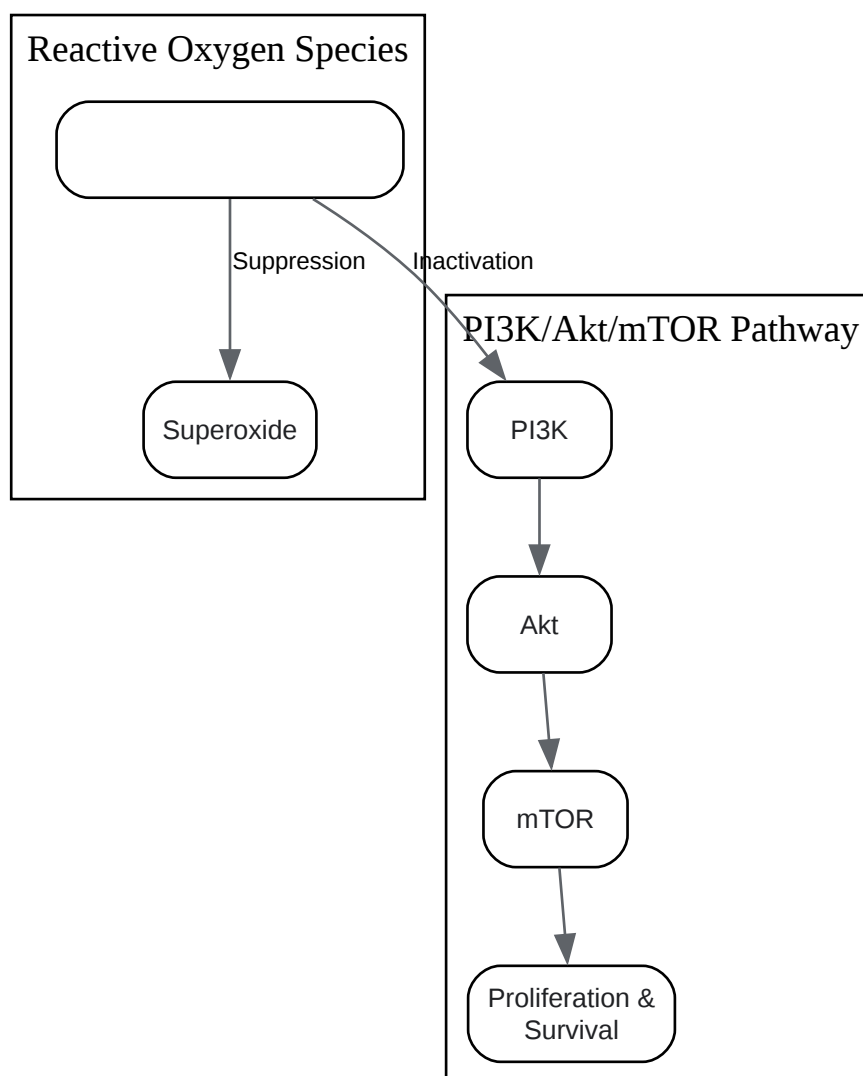 Reactive Oxygen Species
Suppression
Inactivation
PI3K/Akt/mTOR Pathway
Superoxide
PI3K
Akt
mTOR
Proliferation &
Survival